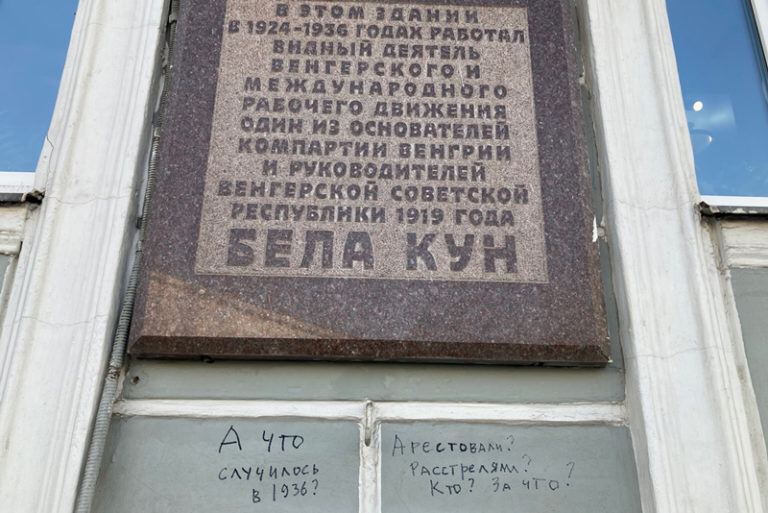 В ЭТОМ ЗДАНИИ
В 1924-1936 ГОДАХ РАБОТАЛ
ВИДНЫЙ ДЕЯТЕЛЬ
ВЕНГЕРСКОГО И
МЕЖДУНАРОДНОГО
РАБОЧЕГО ДВИЖЕНИЯ
ОДИН ИЗ ОСНОВАТЕЛЕЙ
КОМПАРТИИ ВЕНГРИИ
И РУКОВОДИТЕЛЕЙ
ВЕНГЕРСКОЙ СОВЕТСКОЙ
РЕСПУБЛИКИ 1919 ГОДА
БЕЛА КУН
А ЧТО
СЛУЧИЛОСЬ
В 1936?
АРЕСТОВАЛИ?
РАССТРЕЛЯЛИ?
КТО? ЗА ЧТО? ?